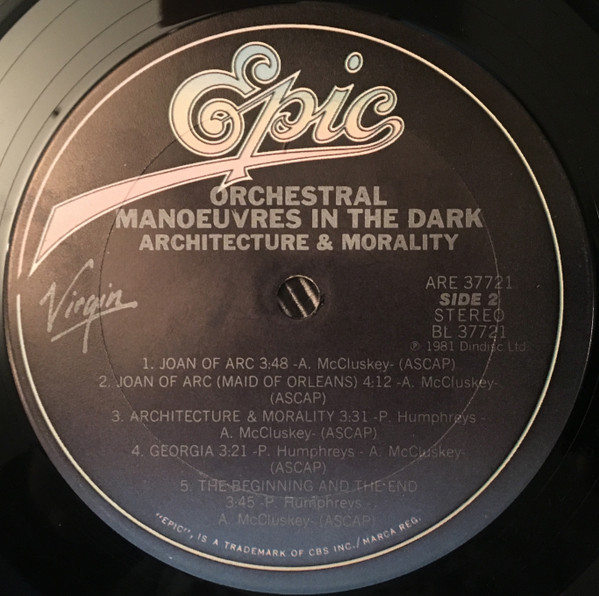 Epic
ORCHESTRAL
MANOEUVRES IN THE DARK
ARCHITECTURE & MORALITY
Virgin
ARE 37721
SIDE 2
STEREO
BL 37721
℗ 1981 Dindisc Ltd.
1. JOAN OF ARC 3:48 -A. McCluskey- (ASCAP)
2. JOAN OF ARC (MAID OF ORLEANS) 4:12 -A. McCluskey-
(ASCAP)
3. ARCHITECTURE & MORALITY 3:31 -P. Humphreys -
A. McCluskey- (ASCAP)
4. GEORGIA 3:21 -P. Humphreys - A. McCluskey-
(ASCAP)
5. THE BEGINNING AND THE END
3:45 -P. Humphreys -
A. McCluskey- (ASCAP)
"EPIC", IS A TRADEMARK OF CBS INC./MARCA REG.